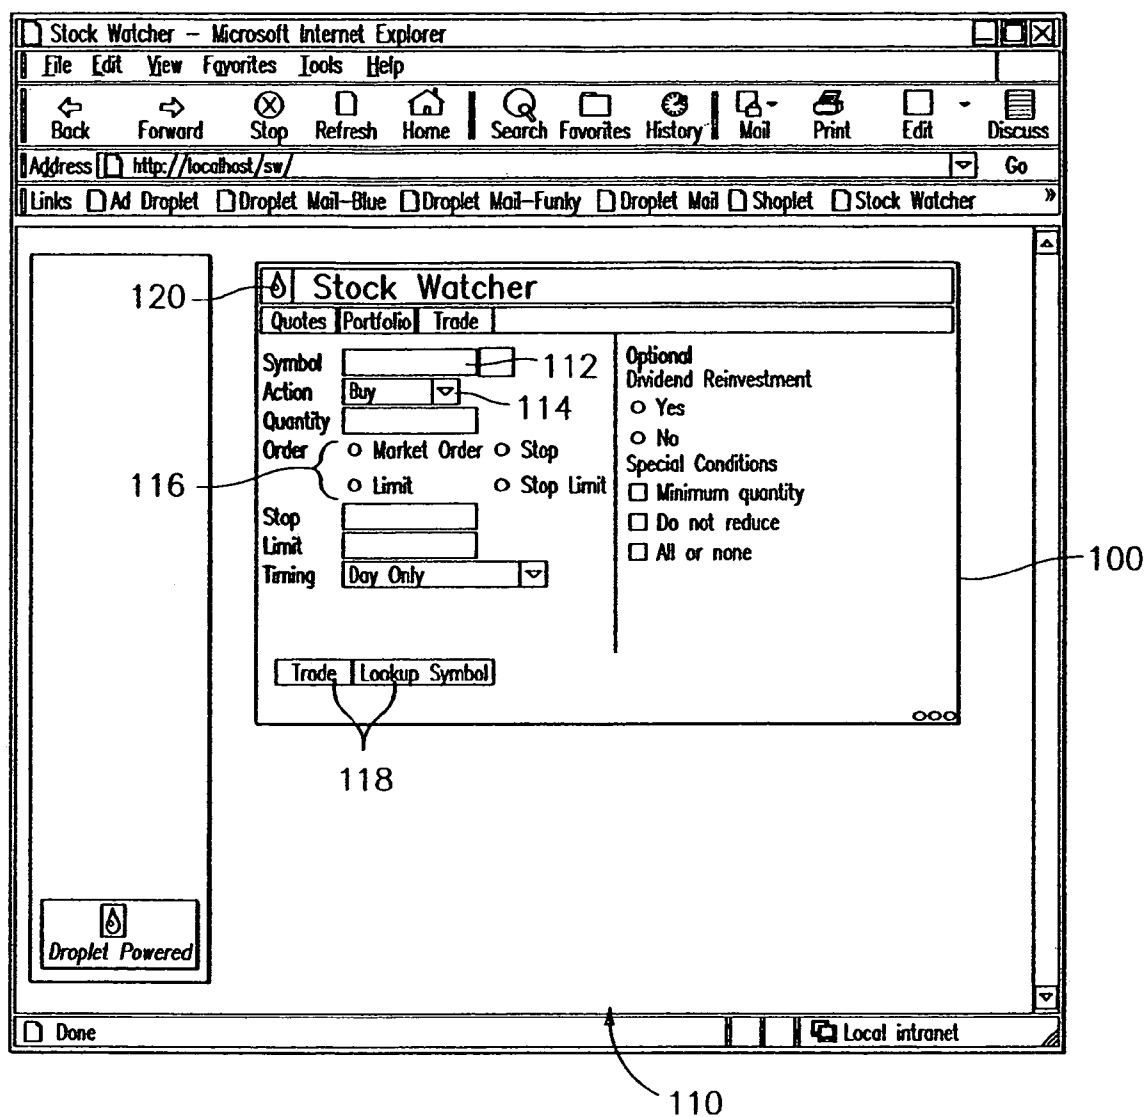 Stock Watcher – Microsoft Internet Explorer
File Edit View Favorites Tools Help
Back Forward Stop Refresh Home Search Favorites History Mail Print Edit Discuss
Address http://localhost/sw/ Go
Links Ad Droplet Droplet Mail-Blue Droplet Mail-Funky Droplet Mail Shoplet Stock Watcher »
120 Stock Watcher
Quotes Portfolio Trade
Symbol 112
Action Buy 114
Quantity
Order Market Order Stop
116 Limit Stop Limit
Stop
Limit
Timing Day Only
Optional
Dividend Reinvestment
Yes
No
Special Conditions
Minimum quantity
Do not reduce
All or none
100
Trade Lookup Symbol
118
Droplet Powered
Done Local intranet
110